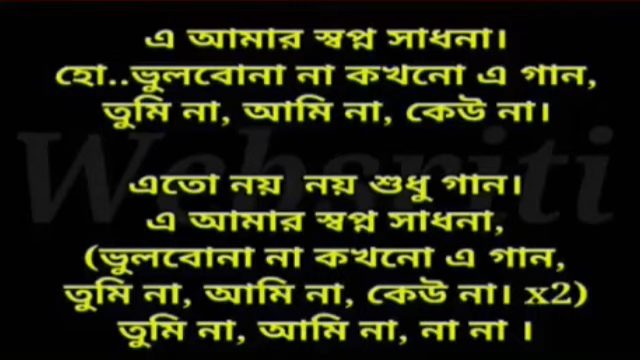 এ আমার স্বপ্ন সাধনা।
হো..ভুলবোনা না কখনো এ গান,
তুমি না, আমি না, কেউ না।
Websriti
এতো নয় নয় শুধু গান।
এ আমার স্বপ্ন সাধনা,
(ভুলবোনা না কখনো এ গান,
তুমি না, আমি না, কেউ না। x2)
তুমি না, আমি না, না না ।